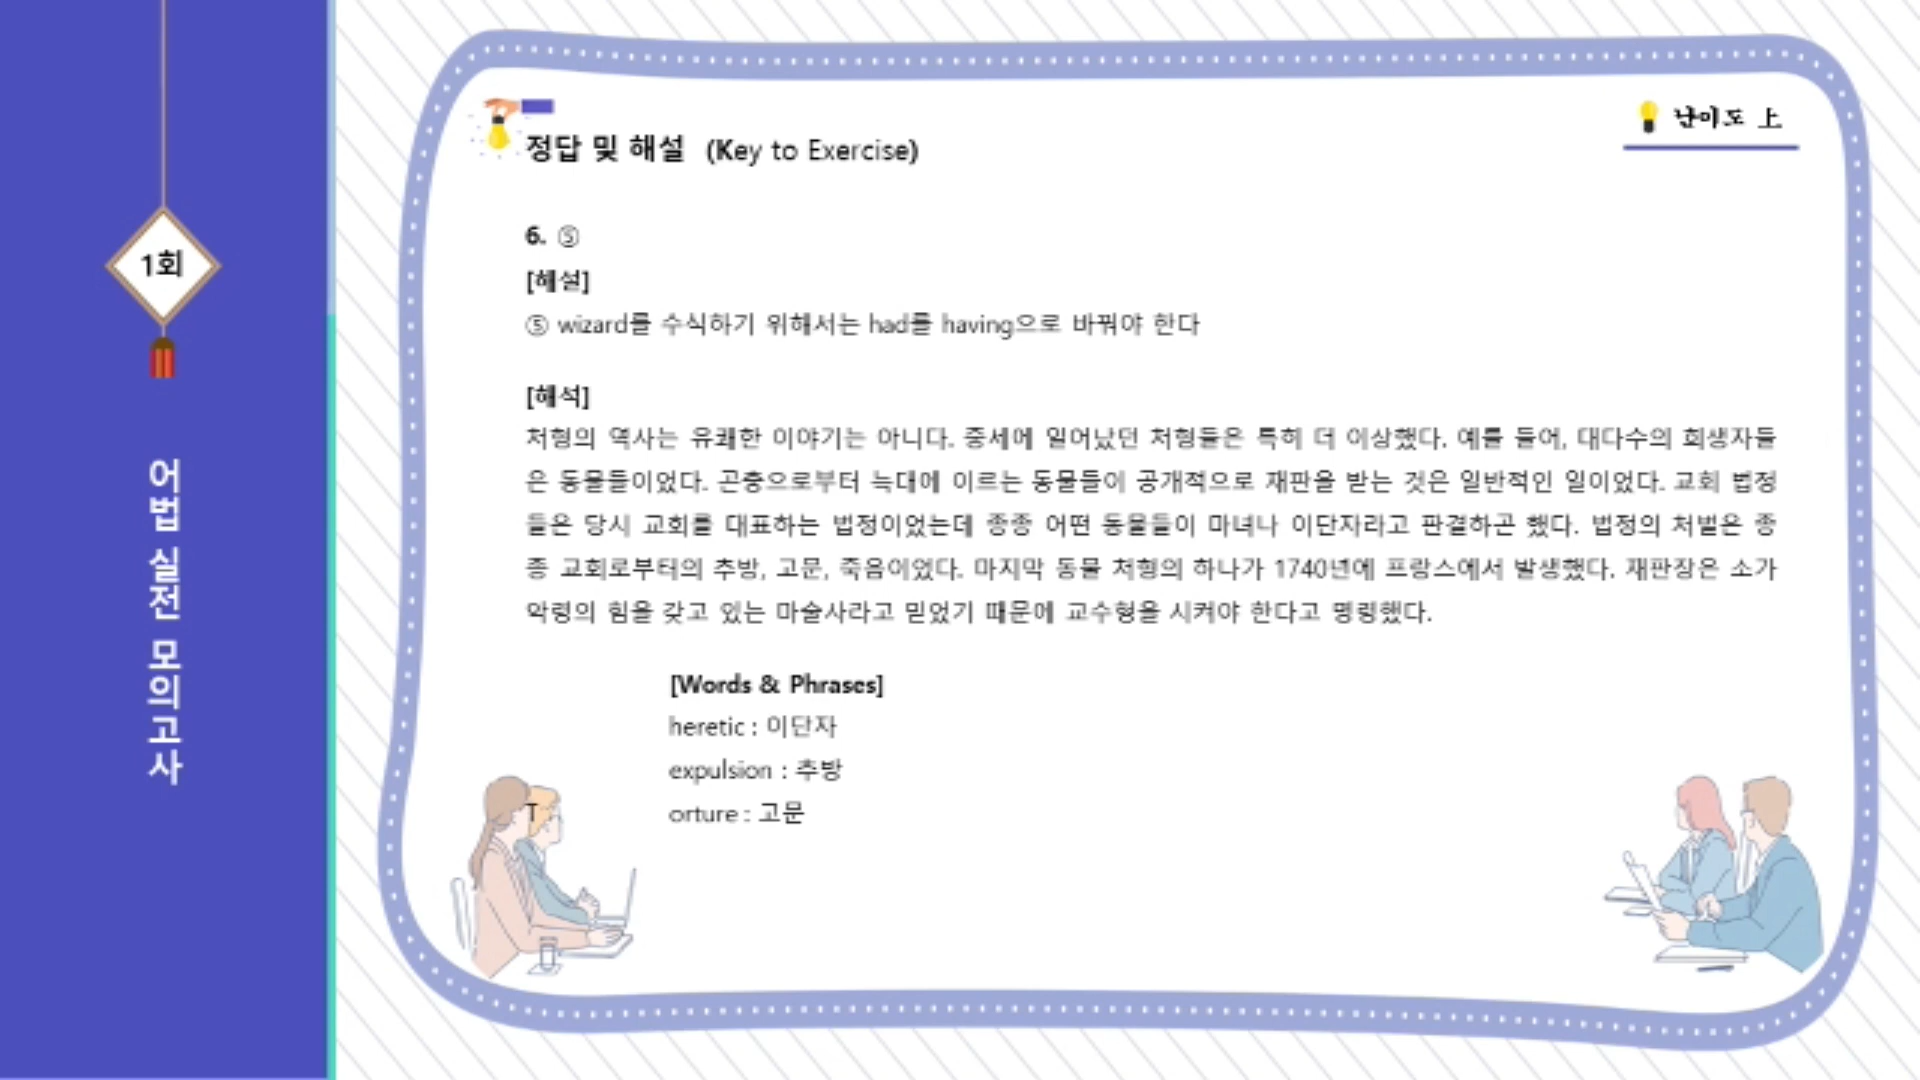 1회
어법 실전 모의고사
난이도 上
정답 및 해설 (Key to Exercise)
6. ⑤
[해설]
⑤ wizard를 수식하기 위해서는 had를 having으로 바꿔야 한다
[해석]
처형의 역사는 유쾌한 이야기는 아니다. 중세에 일어났던 처형들은 특히 더 이상했다. 예를 들어, 대다수의 희생자들
은 동물들이었다. 곤충으로부터 늑대에 이르는 동물들이 공개적으로 재판을 받는 것은 일반적인 일이었다. 교회 법정
들은 당시 교회를 대표하는 법정이었는데 종종 어떤 동물들이 마녀나 이단자라고 판결하곤 했다. 법정의 처벌은 종
종 교회로부터의 추방, 고문, 죽음이었다. 마지막 동물 처형의 하나가 1740년에 프랑스에서 발생했다. 재판장은 소가
악령의 힘을 갖고 있는 마술사라고 믿었기 때문에 교수형을 시켜야 한다고 명령했다.
[Words & Phrases]
heretic : 이단자
expulsion : 추방
T orture : 고문